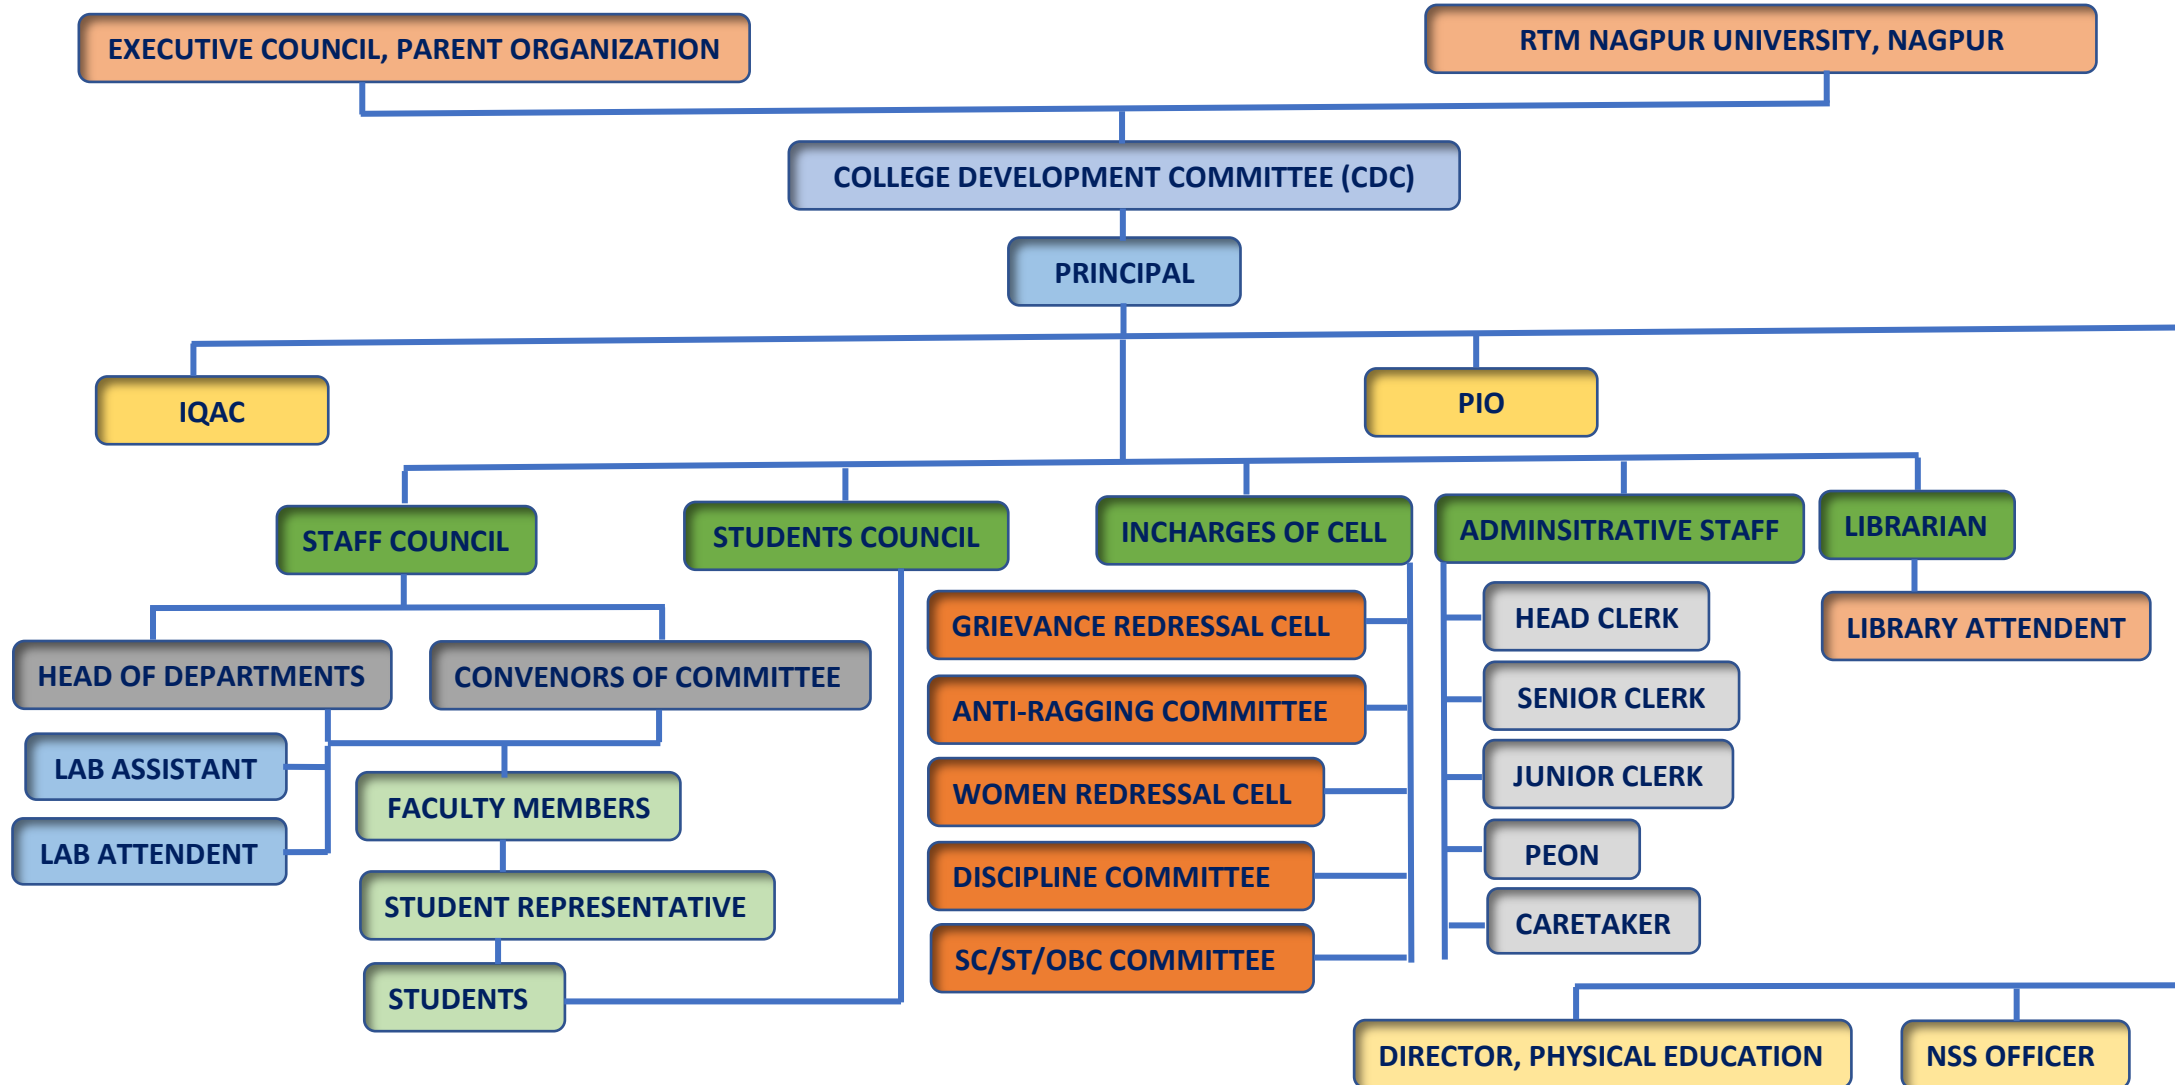 EXECUTIVE COUNCIL, PARENT ORGANIZATION
RTM NAGPUR UNIVERSITY, NAGPUR
COLLEGE DEVELOPMENT COMMITTEE (CDC)
PRINCIPAL
IQAC
PIO
STAFF COUNCIL
STUDENTS COUNCIL
INCHARGES OF CELL
ADMINSITRATIVE STAFF
LIBRARIAN
HEAD OF DEPARTMENTS
CONVENORS OF COMMITTEE
LAB ASSISTANT
LAB ATTENDENT
FACULTY MEMBERS
STUDENT REPRESENTATIVE
STUDENTS
GRIEVANCE REDRESSAL CELL
ANTI-RAGGING COMMITTEE
WOMEN REDRESSAL CELL
DISCIPLINE COMMITTEE
SC/ST/OBC COMMITTEE
HEAD CLERK
SENIOR CLERK
JUNIOR CLERK
PEON
CARETAKER
LIBRARY ATTENDENT
DIRECTOR, PHYSICAL EDUCATION
NSS OFFICER